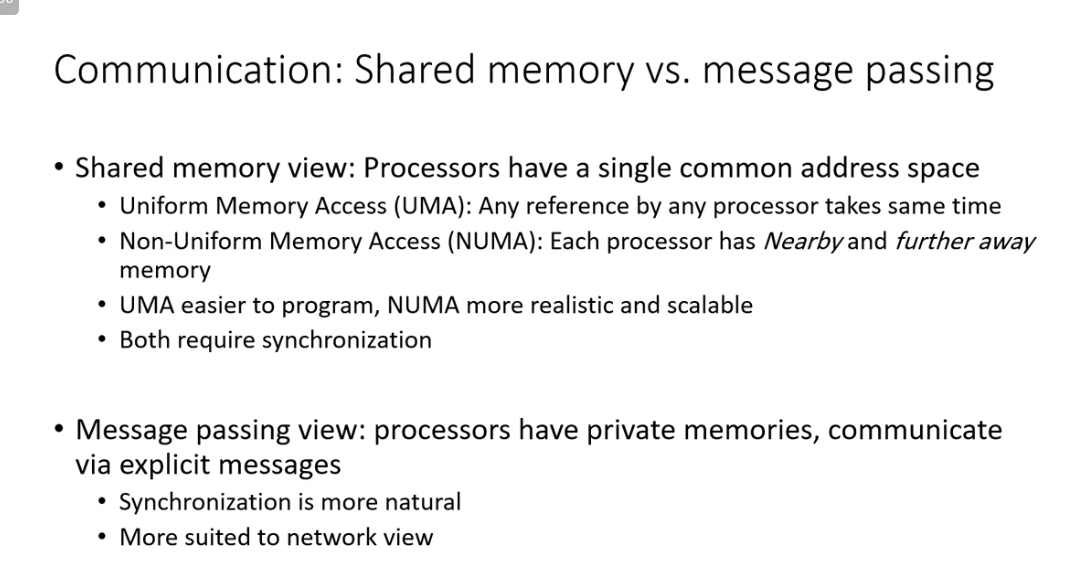 Communication: Shared memory vs. message passing
• Shared memory view: Processors have a single common address space
• Uniform Memory Access (UMA): Any reference by any processor takes same time
• Non-Uniform Memory Access (NUMA): Each processor has Nearby and further away
memory
• UMA easier to program, NUMA more realistic and scalable
• Both require synchronization
• Message passing view: processors have private memories, communicate
via explicit messages
• Synchronization is more natural
• More suited to network view